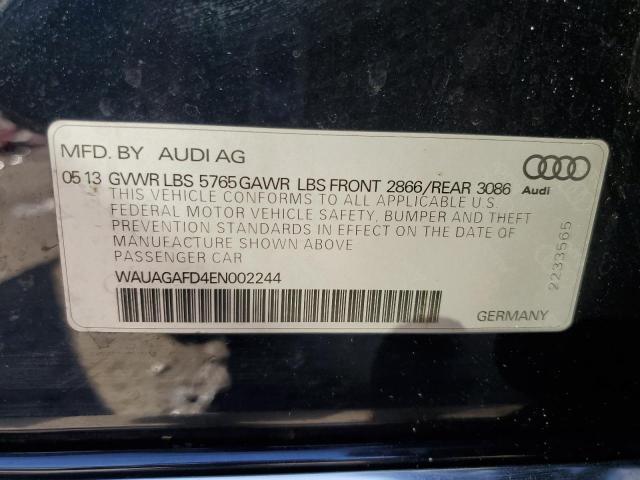 MFD. BY AUDI AG
05 13 GVWR LBS 5765 GAWR LBS FRONT 2866/REAR 3086
Audi
THIS VEHICLE CONFORMS TO ALL APPLICABLE U.S.
FEDERAL MOTOR VEHICLE SAFETY, BUMPER AND THEFT
PREVENTION STANDARDS IN EFFECT ON THE DATE OF
MANUFACTURE SHOWN ABOVE
PASSENGER CAR
WAUAGAFD4EN002244
2233565
GERMANY